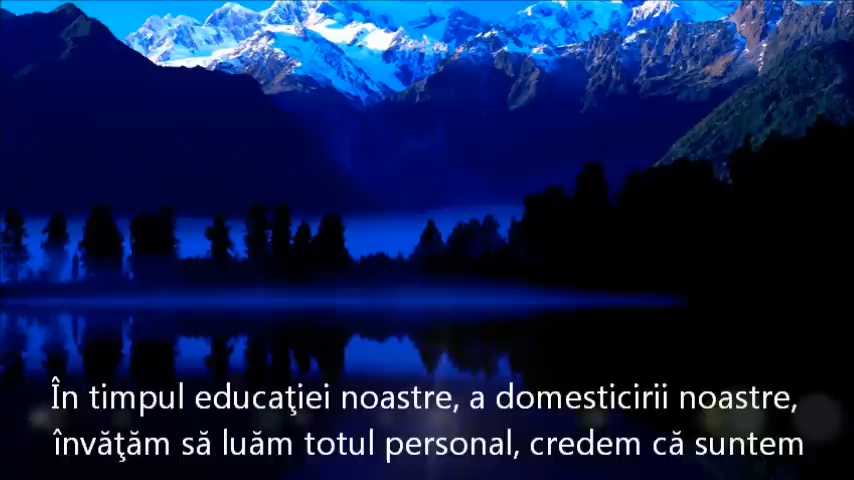 În timpul educaţiei noastre, a domesticirii noastre,
învăţăm să luăm totul personal, credem că suntem